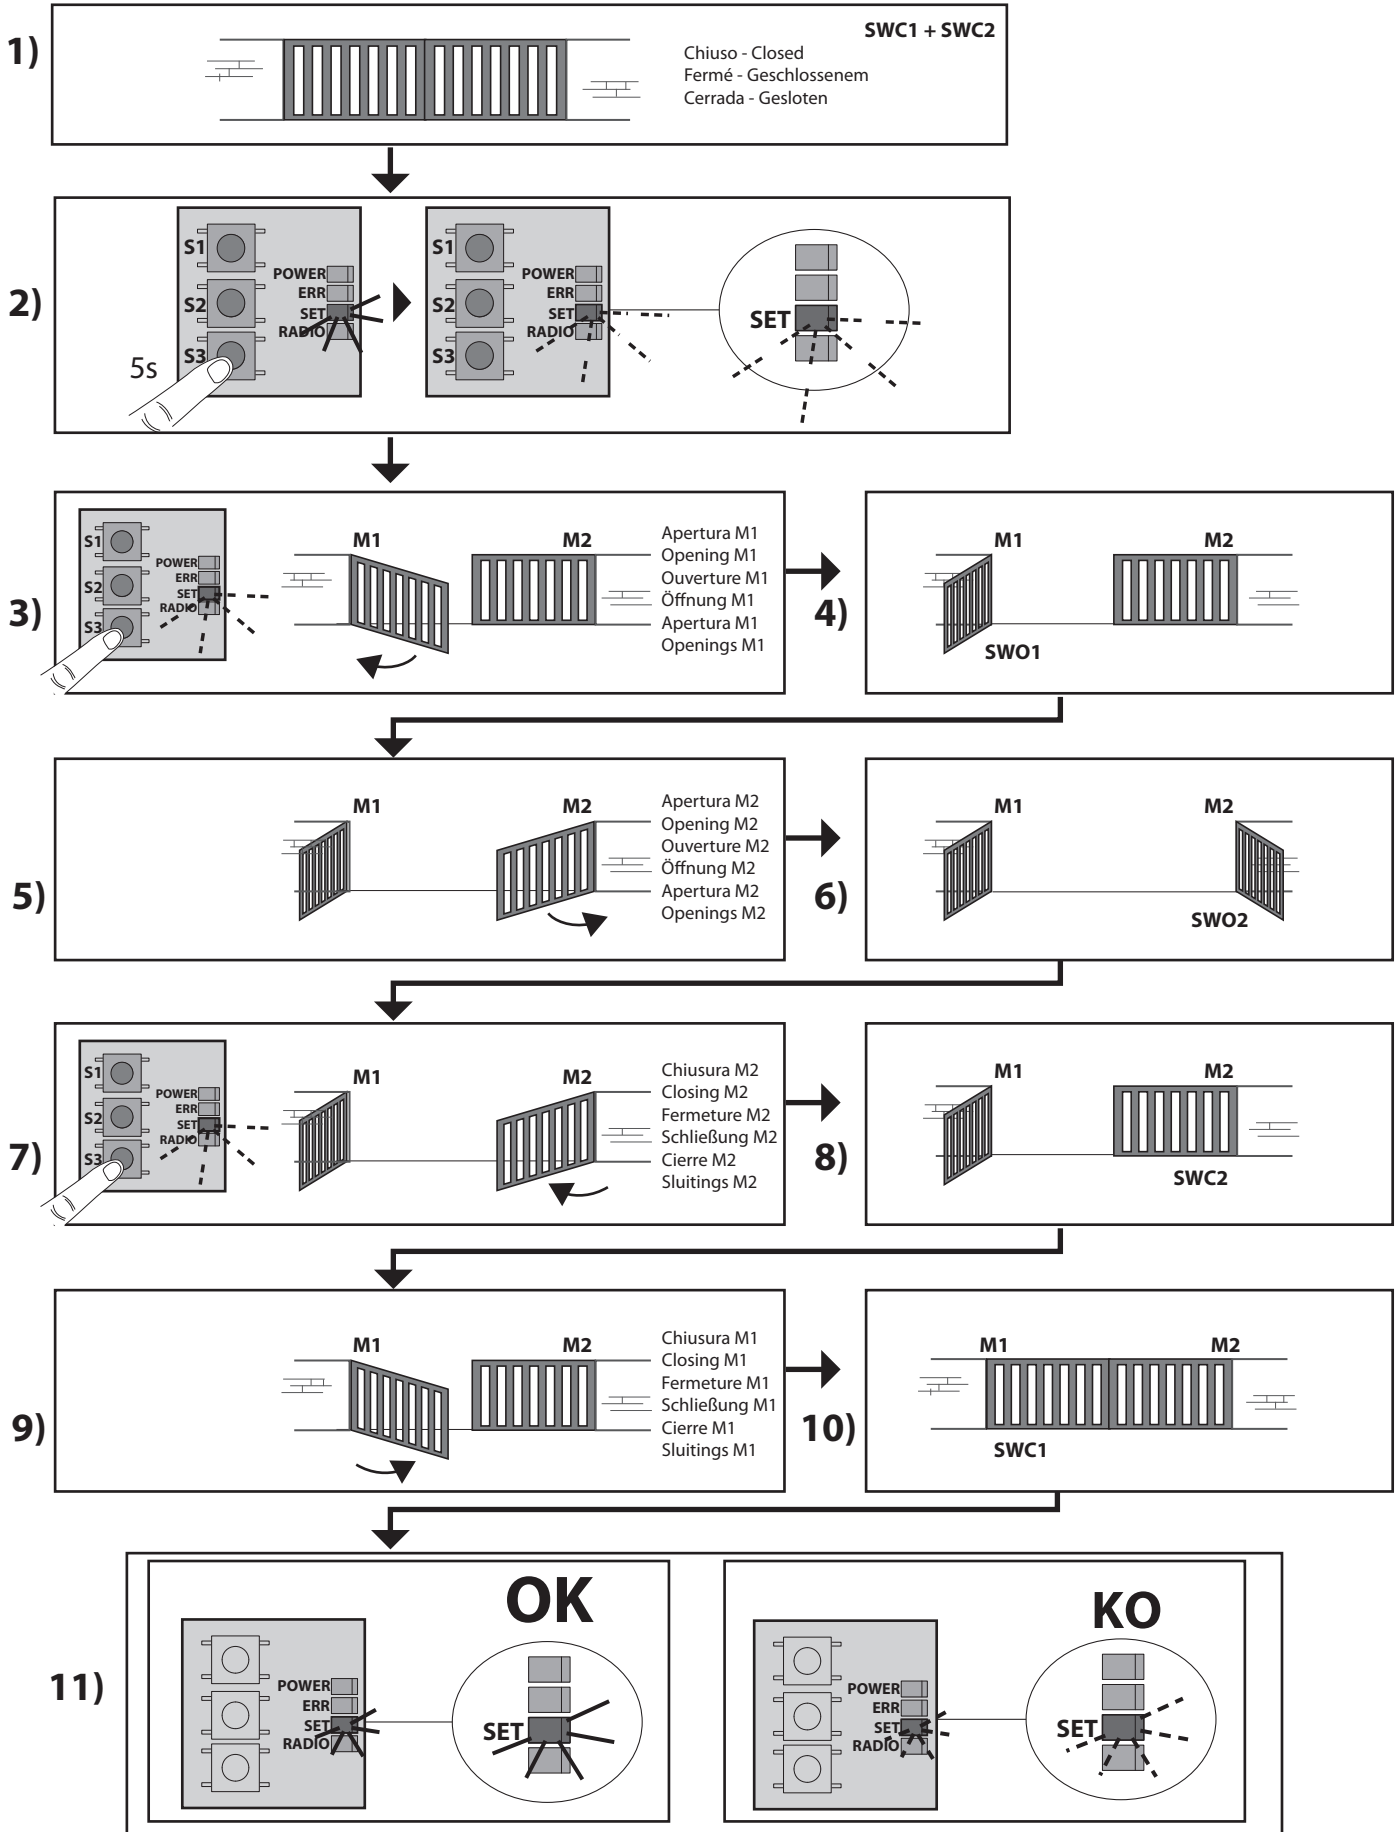 1)
SWC1 + SWC2
Chiuso - Closed
Fermé - Geschlossenem
Cerrada - Gesloten
2)
S1
S2
S3
POWER
ERR
SET
RADIO
5s
S1
S2
S3
POWER
ERR
SET
RADIO
SET
3)
S1
S2
S3
POWER
ERR
SET
RADIO
M1
M2
Apertura M1
Opening M1
Ouverture M1
Öffnung M1
Apertura M1
Openings M1
4)
M1
M2
SWO1
5)
M1
M2
Apertura M2
Opening M2
Ouverture M2
Öffnung M2
Apertura M2
Openings M2
6)
M1
M2
SWO2
7)
S1
S2
S3
POWER
ERR
SET
RADIO
M1
M2
Chiusura M2
Closing M2
Fermeture M2
Schließung M2
Cierre M2
Sluitings M2
8)
M1
M2
SWC2
9)
M1
M2
Chiusura M1
Closing M1
Fermeture M1
Schließung M1
Cierre M1
Sluitings M1
10)
M1
M2
SWC1
11)
OK
POWER
ERR
SET
RADIO
SET
KO
POWER
ERR
SET
RADIO
SET